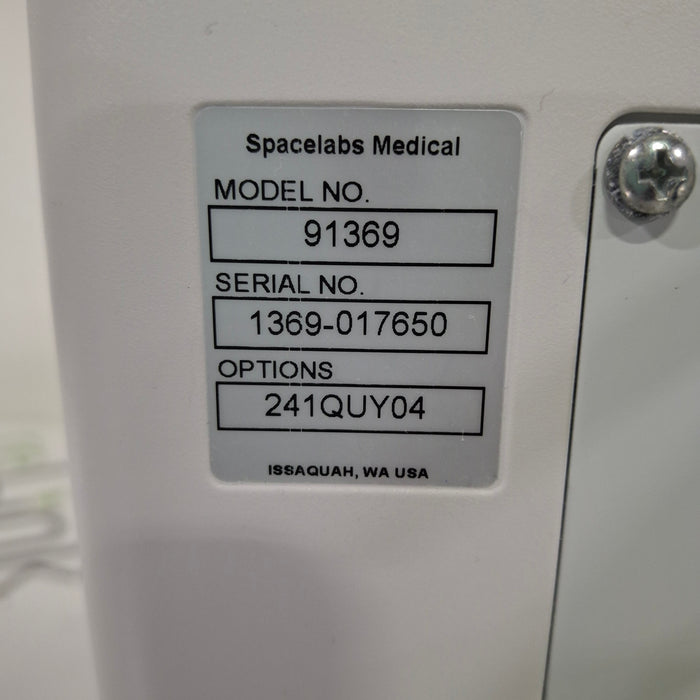 Spacelabs Medical
MODEL NO.
91369
SERIAL NO.
1369-017650
OPTIONS
241QUY04
ISSAQUAH, WA USA